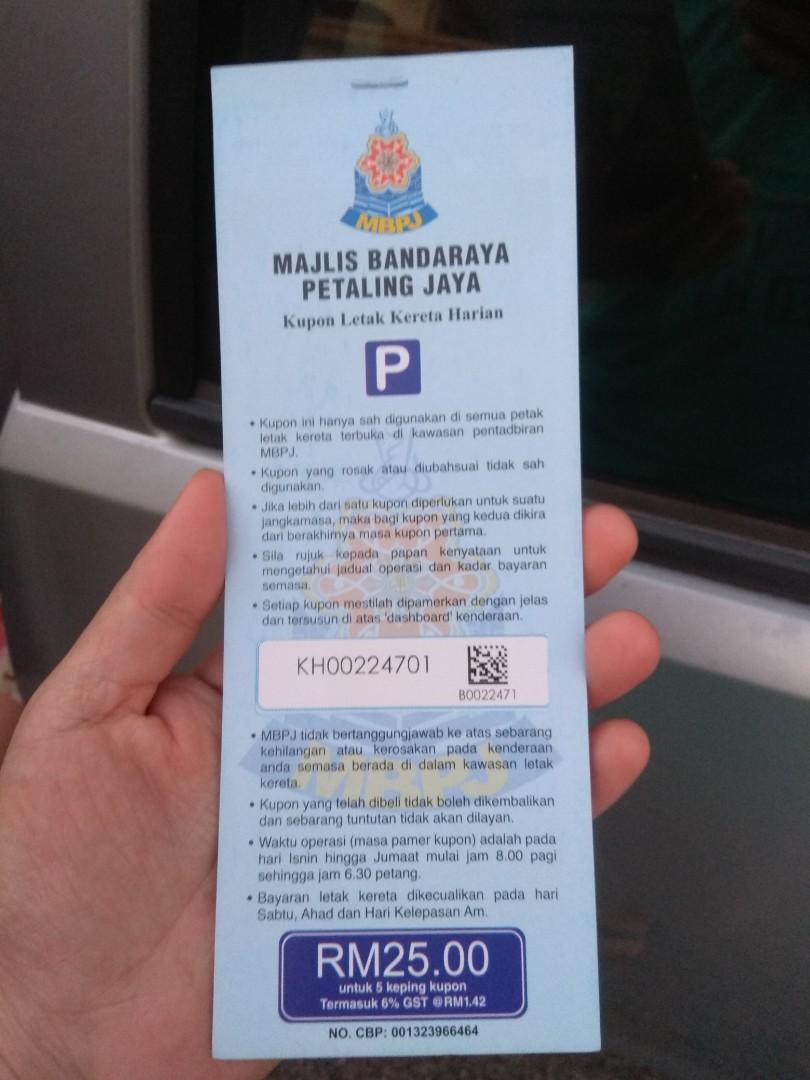 MBPJ
MAJLIS BANDARAYA
PETALING JAYA
Kupon Letak Kereta Harian
P
• Kupon ini hanya sah digunakan di semua petak
letak kereta terbuka di kawasan pentadbiran
MBPJ.
• Kupon yang rosak atau diubahsuai tidak sah
digunakan.
• Jika lebih dari satu kupon diperlukan untuk suatu
jangkamasa, maka bagi kupon yang kedua dikira
dari berakhirnya masa kupon pertama.
• Sila rujuk kepada papan kenyataan untuk
mengetahui jadual operasi dan kadar bayaran
semasa.
• Setiap kupon mestilah dipamerkan dengan jelas
dan tersusun di atas 'dashboard' kenderaan.
KH00224701
B0022471
• MBPJ tidak bertanggungjawab ke atas sebarang
kehilangan atau kerosakan pada kenderaan
anda semasa berada di dalam kawasan letak
kereta.
• Kupon yang telah dibeli tidak boleh dikembalikan
dan sebarang tuntutan tidak akan dilayan.
• Waktu operasi (masa pamer kupon) adalah pada
hari Isnin hingga Jumaat mulai jam 8.00 pagi
sehingga jam 6.30 petang.
• Bayaran letak kereta dikecualikan pada hari
Sabtu, Ahad dan Hari Kelepasan Am.
RM25.00
untuk 5 keping kupon
Termasuk 6% GST @RM1.42
NO. CBP: 001323966464